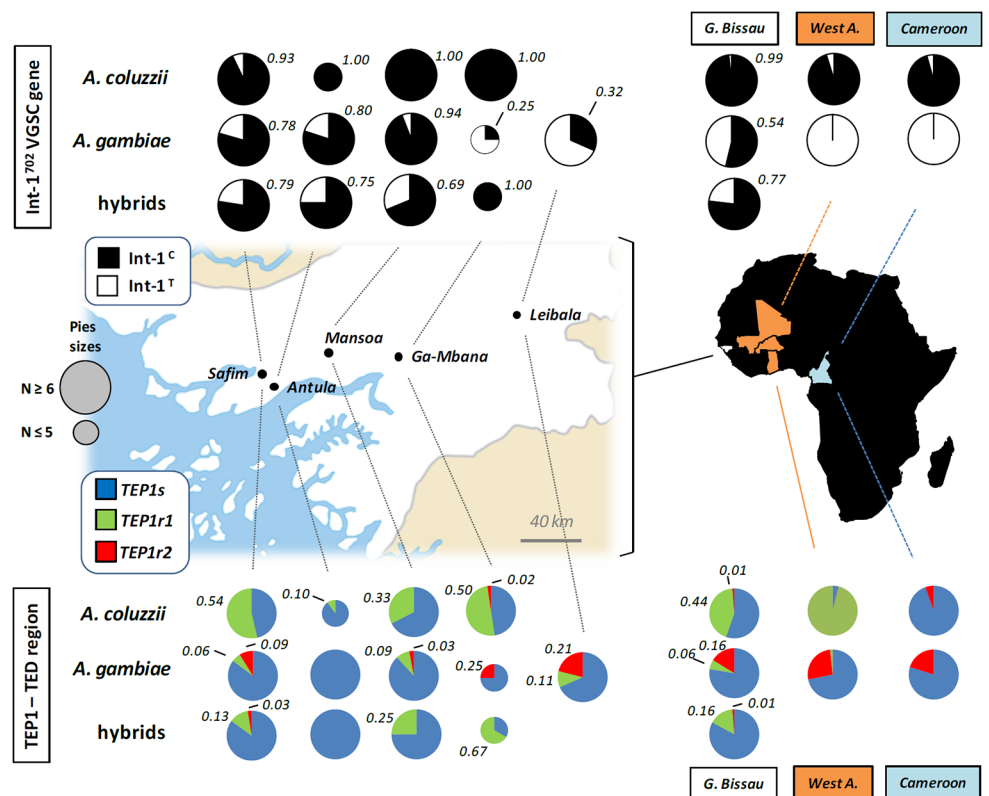 G. Bissau
West A.
Cameroon
Int-1⁷⁰² VGSC gene
A. coluzzii
0.93
1.00
1.00
1.00
0.99
A. gambiae
0.78
0.80
0.94
0.25
0.32
0.54
hybrids
0.79
0.75
0.69
1.00
0.77
Int-1 C
Int-1 T
Pies
sizes
N ≥ 6
N ≤ 5
Safim
Antula
Mansoa
Ga-Mbana
Leibala
40 km
TEP1s
TEP1r1
TEP1r2
TEP1 – TED region
A. coluzzii
0.54
0.10
0.33
0.50
0.02
0.44
0.01
A. gambiae
0.06
0.09
0.09
0.03
0.25
0.21
0.11
0.06
0.16
hybrids
0.13
0.03
0.25
0.67
0.16
0.01
G. Bissau
West A.
Cameroon